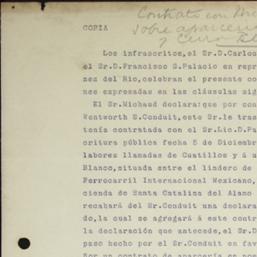 Contrato con
sobre aparcería
COPIA
Los infrascritos, el Sr.D.Carlos
el Sr.D.Francisco S.Palacio en repr
nez del Rio, celebran el presente co
nes expresadas en las cláusulas sig
El Sr.Michaud declara: que por con
Wentworth S.Conduit, este Sr.le tras
tenía contratada con el Sr.Lic.D.Pa
critura pública fecha 5 de Diciembr
labores llamadas de Cuatillos y á u
Blanco, situada entre el lindero de
Ferrocarril Internacional Mexicano,
cienda de Santa Catalina del Alamo
recabará del Sr.Conduit una declara
do, la cual se agregará á este contr
la declaración que antecede, el Sr.D
paso hecho por el Sr.Conduit en fav